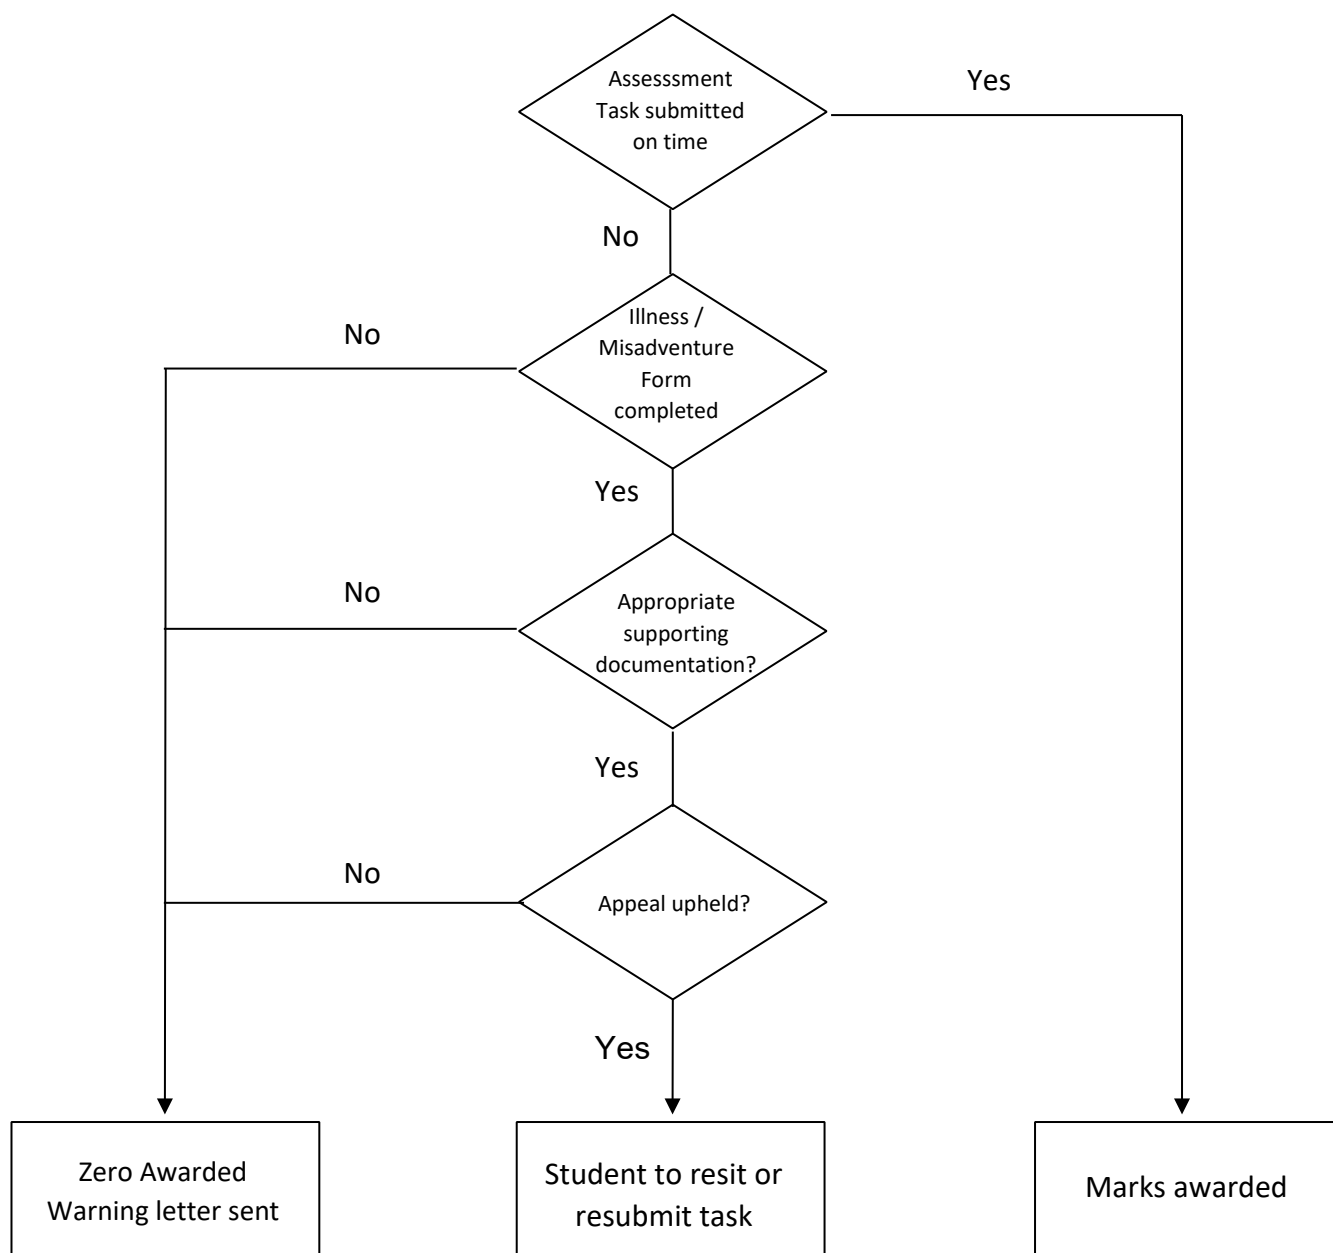 Assesssment
Task submitted
on time
Yes
No
Illness /
Misadventure
Form
completed
No
Yes
Appropriate
supporting
documentation?
No
Yes
Appeal upheld?
No
Yes
Zero Awarded
Warning letter sent
Student to resit or
resubmit task
Marks awarded